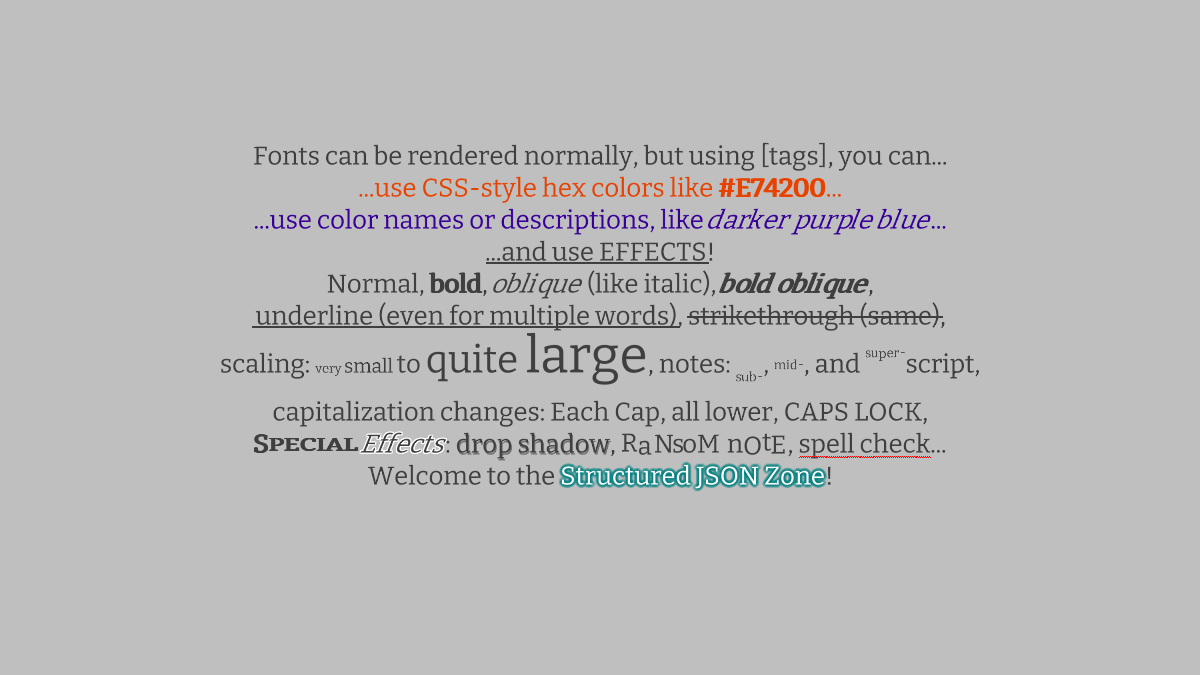 Fonts can be rendered normally, but using [tags], you can...
...use CSS-style hex colors like #E74200...
...use color names or descriptions, like darker purple blue...
...and use EFFECTS!
Normal, bold, oblique (like italic), bold oblique,
underline (even for multiple words), strikethrough (same),
scaling: very small to quite large, notes: sub-, mid-, and super-script,
capitalization changes: Each Cap, all lower, CAPS LOCK,
SPECIAL Effects: drop shadow, RaNsoM nOtE, spell check...
Welcome to the Structured JSON Zone!